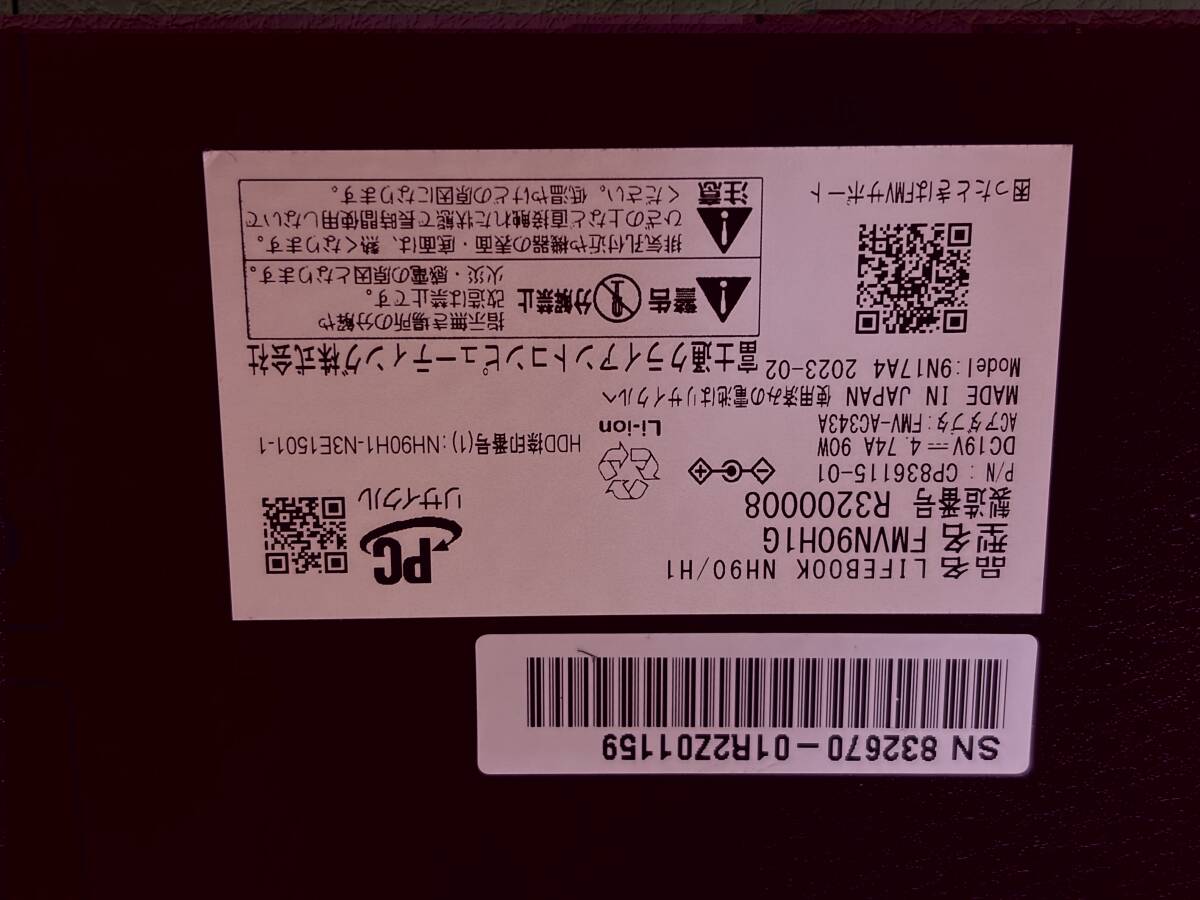 SN 832670-01R2Z01159
品名 LIFEBOOK NH90/H1
型名 FMVN90H1G
製造番号 R3200008
P/N : CP836115-01
DC19V 4.74A 90W
ACアダプタ:FMV-AC343A
MADE IN JAPAN 使用済みの電池はリサイクルへ
Model:9N17A4 2023-02
困ったときはFMVサポート
PC
リサイクル
Li-ion
HDD捺印番号(1):NH90H1-N3E1501-1
富士通クライアントコンピューティング株式会社
警告
分解禁止
指示無き場所の分解や
改造は禁止です。
火災・感電の原因となります。
注意
排気孔付近や機器の表面・底面は、熱くなります。
ひざの上など直接触れた状態で長時間使用しないで
ください。低温やけどの原因になります。